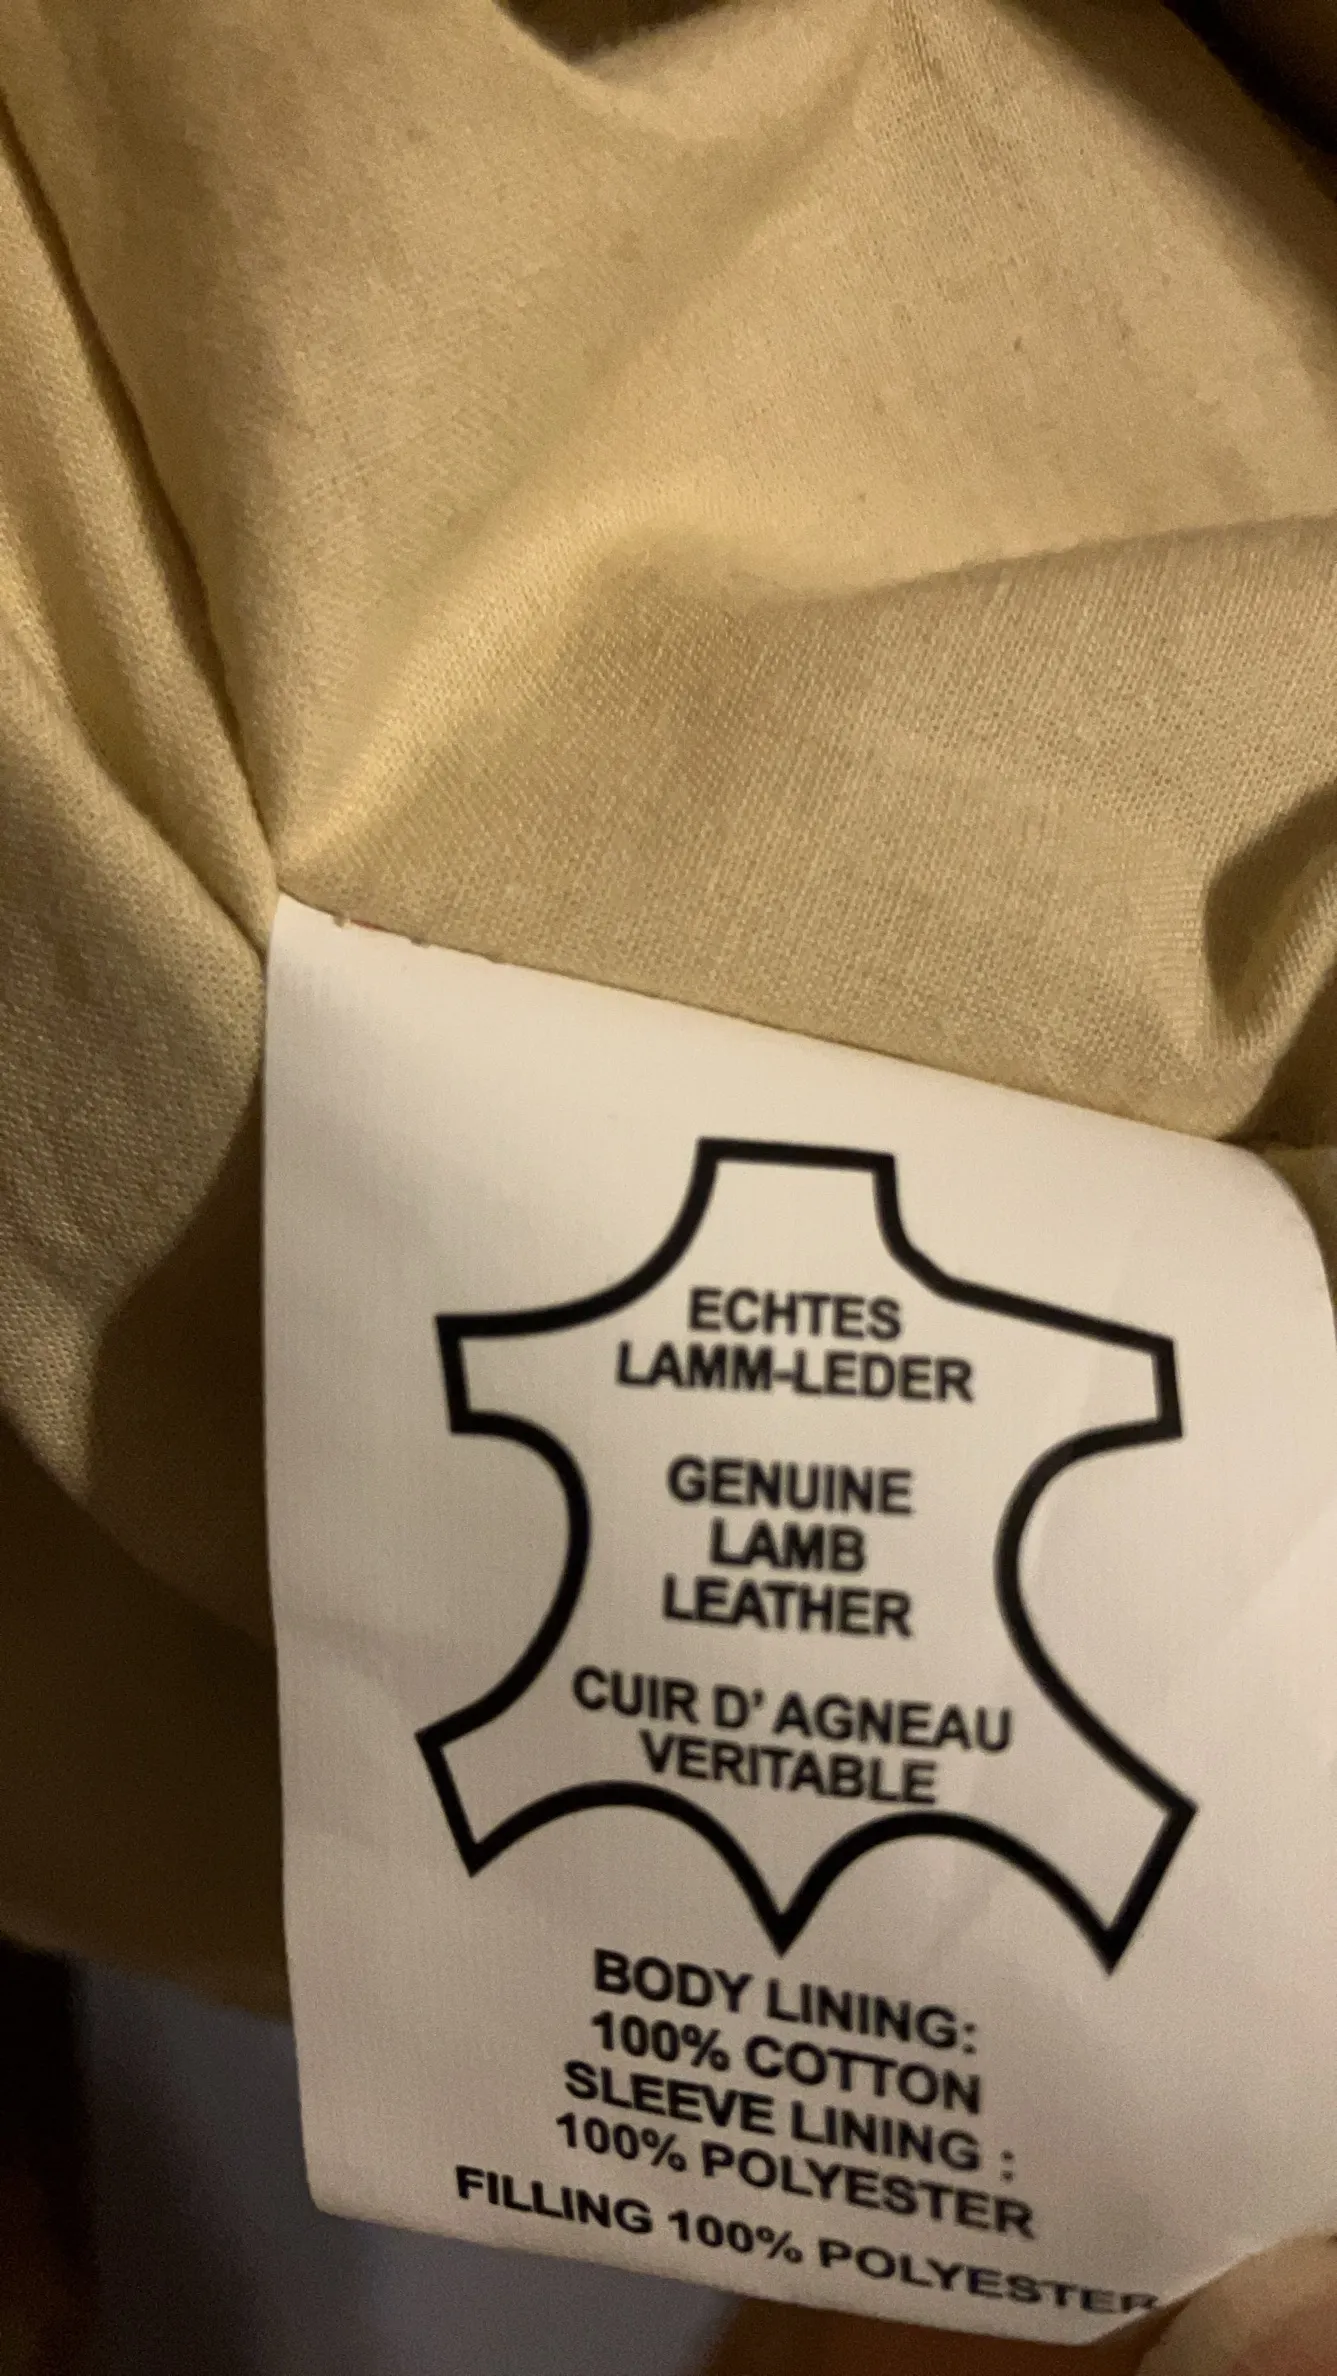 ECHTES
LAMM-LEDER
GENUINE
LAMB
LEATHER
CUIR D' AGNEAU
VERITABLE
BODY LINING:
100% COTTON
SLEEVE LINING :
100% POLYESTER
FILLING 100% POLYESTER